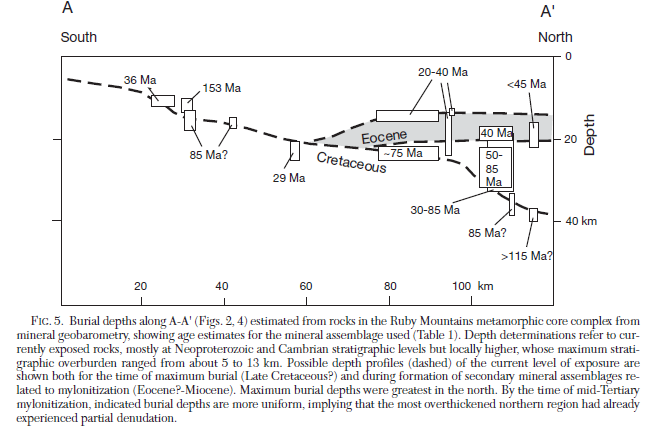 A
A'
South
North
0
20-40 Ma
36 Ma
153 Ma
<45 Ma
Depth
Eocene
40 Ma
20
85 Ma?
~75 Ma
Cretaceous
50-
85
Ma
29 Ma
30-85 Ma
40 km
85 Ma?
>115 Ma?
20
40
60
80
100 km
FIG. 5. Burial depths along A-A' (Figs. 2, 4) estimated from rocks in the Ruby Mountains metamorphic core complex from
mineral geobarometry, showing age estimates for the mineral assemblage used (Table 1). Depth determinations refer to cur-
rently exposed rocks, mostly at Neoproterozoic and Cambrian stratigraphic levels but locally higher, whose maximum strati-
graphic overburden ranged from about 5 to 13 km. Possible depth profiles (dashed) of the current level of exposure are
shown both for the time of maximum burial (Late Cretaceous?) and during formation of secondary mineral assemblages re-
lated to mylonitization (Eocene?-Miocene). Maximum burial depths were greatest in the north. By the time of mid-Tertiary
mylonitization, indicated burial depths are more uniform, implying that the most overthickened northern region had already
experienced partial denudation.